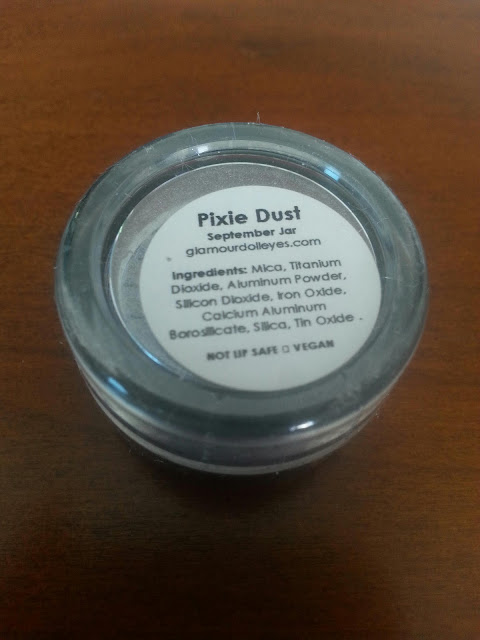 Pixie Dust
September Jar
glamourdolleyes.com
Ingredients: Mica, Titanium
Dioxide, Aluminum Powder,
Silicon Dioxide, Iron Oxide,
Calcium Aluminum
Borosilicate, Silica, Tin Oxide .
NOT LIP SAFE □ VEGAN